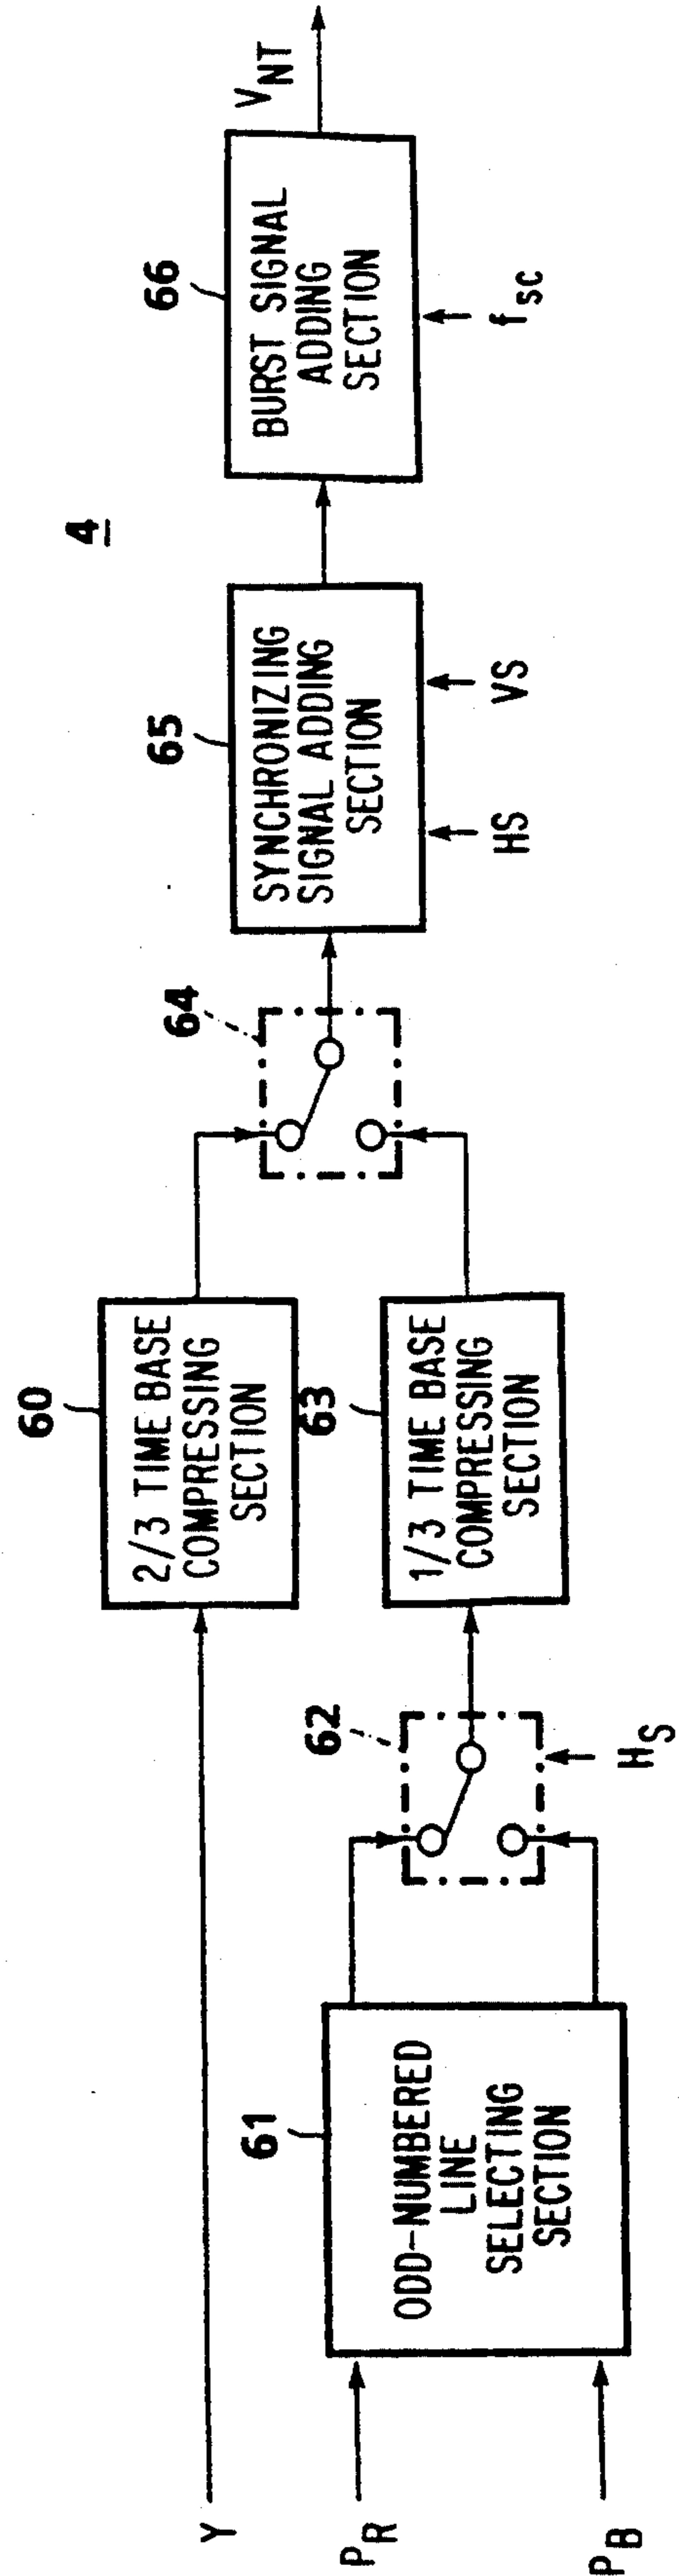 4
Y
60
2/3 TIME BASE
COMPRESSING
SECTION
P_R
P_B
61
ODD-NUMBERED
LINE
SELECTING
SECTION
62
H_S
63
1/3 TIME BASE
COMPRESSING
SECTION
64
65
SYNCHRONIZING
SIGNAL ADDING
SECTION
HS
VS
66
BURST SIGNAL
ADDING
SECTION
f_sc
V_NT